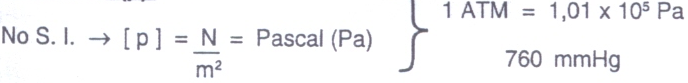 No S. I. → [ p ] = N/m² = Pascal (Pa)
1 ATM = 1,01 x 10⁵ Pa
760 mmHg